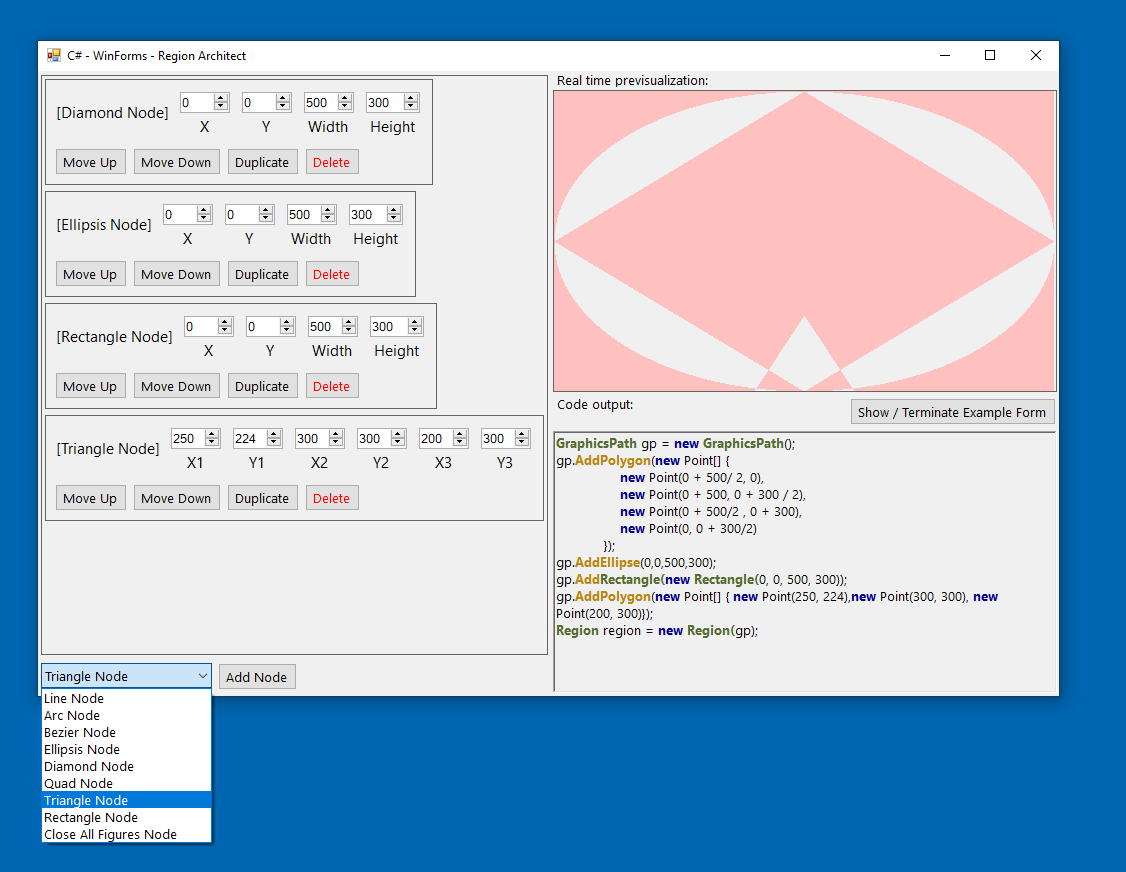 C# - WinForms - Region Architect
[Diamond Node] 0 0 500 300
X Y Width Height
Move Up Move Down Duplicate Delete
[Ellipsis Node] 0 0 500 300
X Y Width Height
Move Up Move Down Duplicate Delete
[Rectangle Node] 0 0 500 300
X Y Width Height
Move Up Move Down Duplicate Delete
[Triangle Node] 250 224 300 300 200 300
X1 Y1 X2 Y2 X3 Y3
Move Up Move Down Duplicate Delete
Triangle Node Add Node
Line Node
Arc Node
Bezier Node
Ellipsis Node
Diamond Node
Quad Node
Triangle Node
Rectangle Node
Close All Figures Node
Real time previsualization:
Code output:
Show / Terminate Example Form
GraphicsPath gp = new GraphicsPath();
gp.AddPolygon(new Point[] {
new Point(0 + 500/ 2, 0),
new Point(0 + 500, 0 + 300 / 2),
new Point(0 + 500/2 , 0 + 300),
new Point(0, 0 + 300/2)
});
gp.AddEllipse(0,0,500,300);
gp.AddRectangle(new Rectangle(0, 0, 500, 300));
gp.AddPolygon(new Point[] { new Point(250, 224),new Point(300, 300), new
Point(200, 300)});
Region region = new Region(gp);